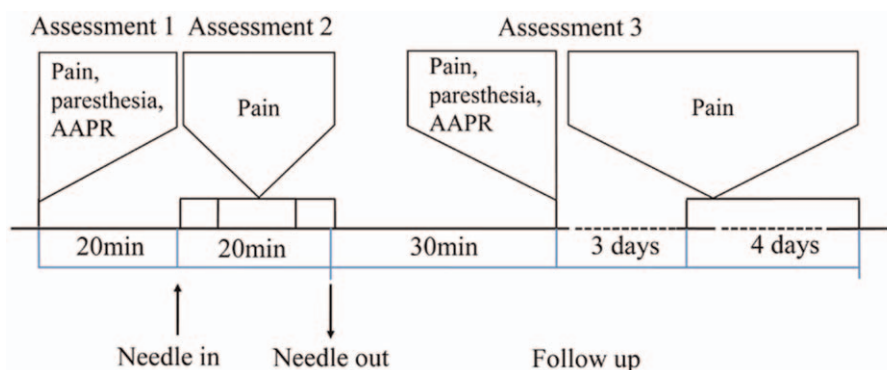 Assessment 1 Assessment 2 Assessment 3
Pain,
paresthesia,
AAPR
Pain
Pain,
paresthesia,
AAPR
Pain
20min 20min 30min 3 days 4 days
Needle in Needle out Follow up